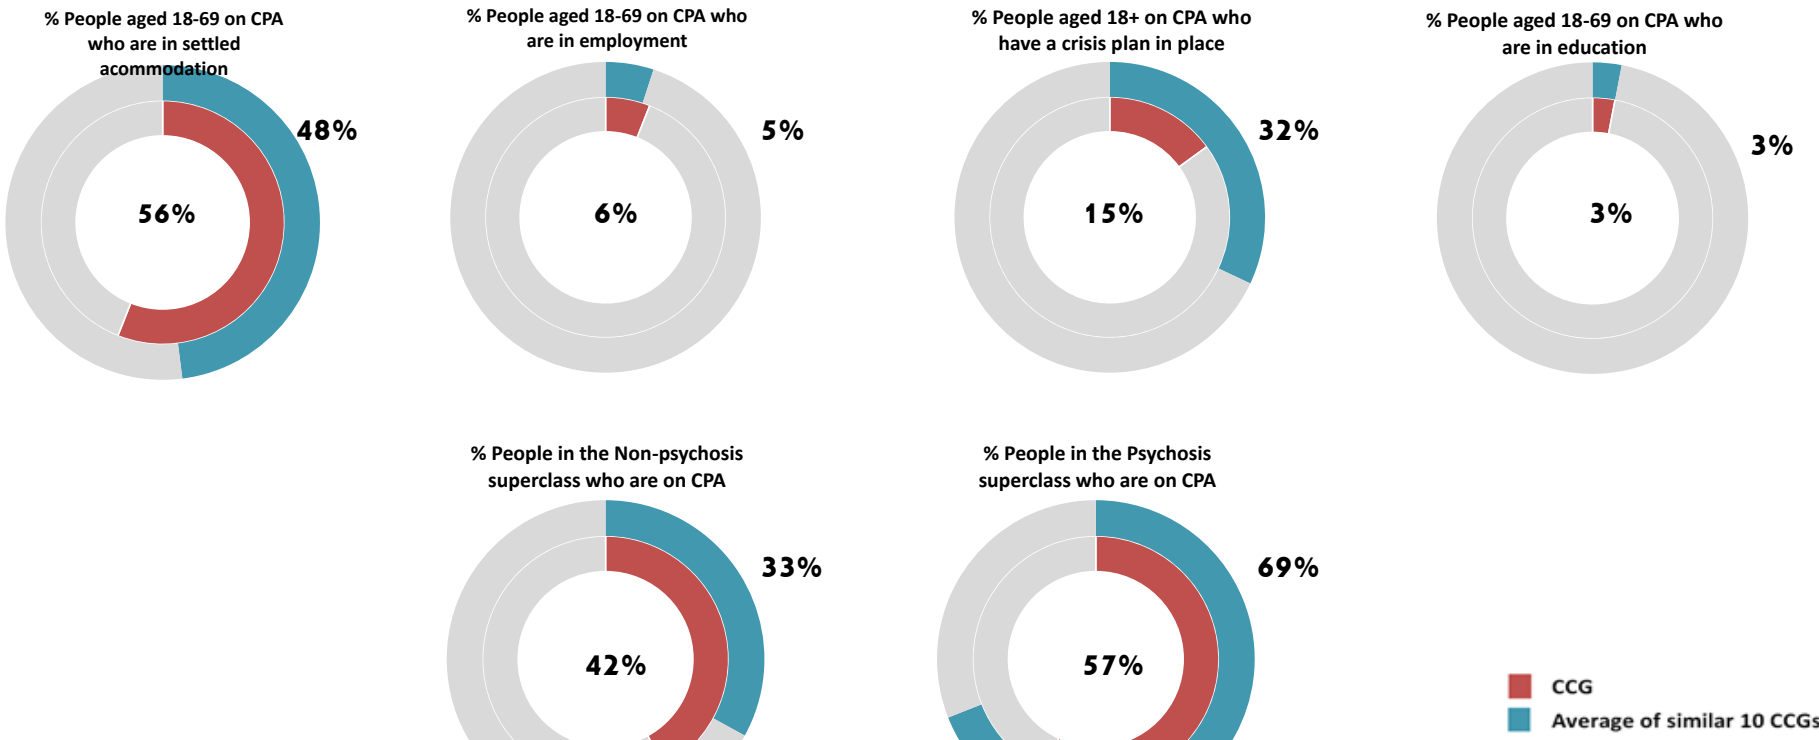 % People aged 18-69 on CPA
who are in settled
acommodation
48%
56%
% People aged 18-69 on CPA who
are in employment
5%
6%
% People aged 18+ on CPA who
have a crisis plan in place
32%
15%
% People aged 18-69 on CPA who
are in education
3%
3%
% People in the Non-psychosis
superclass who are on CPA
33%
42%
% People in the Psychosis
superclass who are on CPA
69%
57%
CCG
Average of similar 10 CCGs